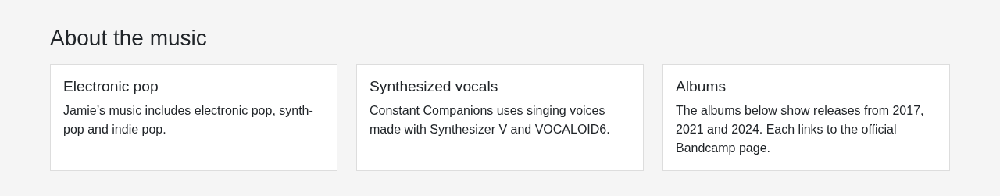 About the music
Electronic pop
Jamie’s music includes electronic pop, synth-
pop and indie pop.
Synthesized vocals
Constant Companions uses singing voices
made with Synthesizer V and VOCALOID6.
Albums
The albums below show releases from 2017,
2021 and 2024. Each links to the official
Bandcamp page.